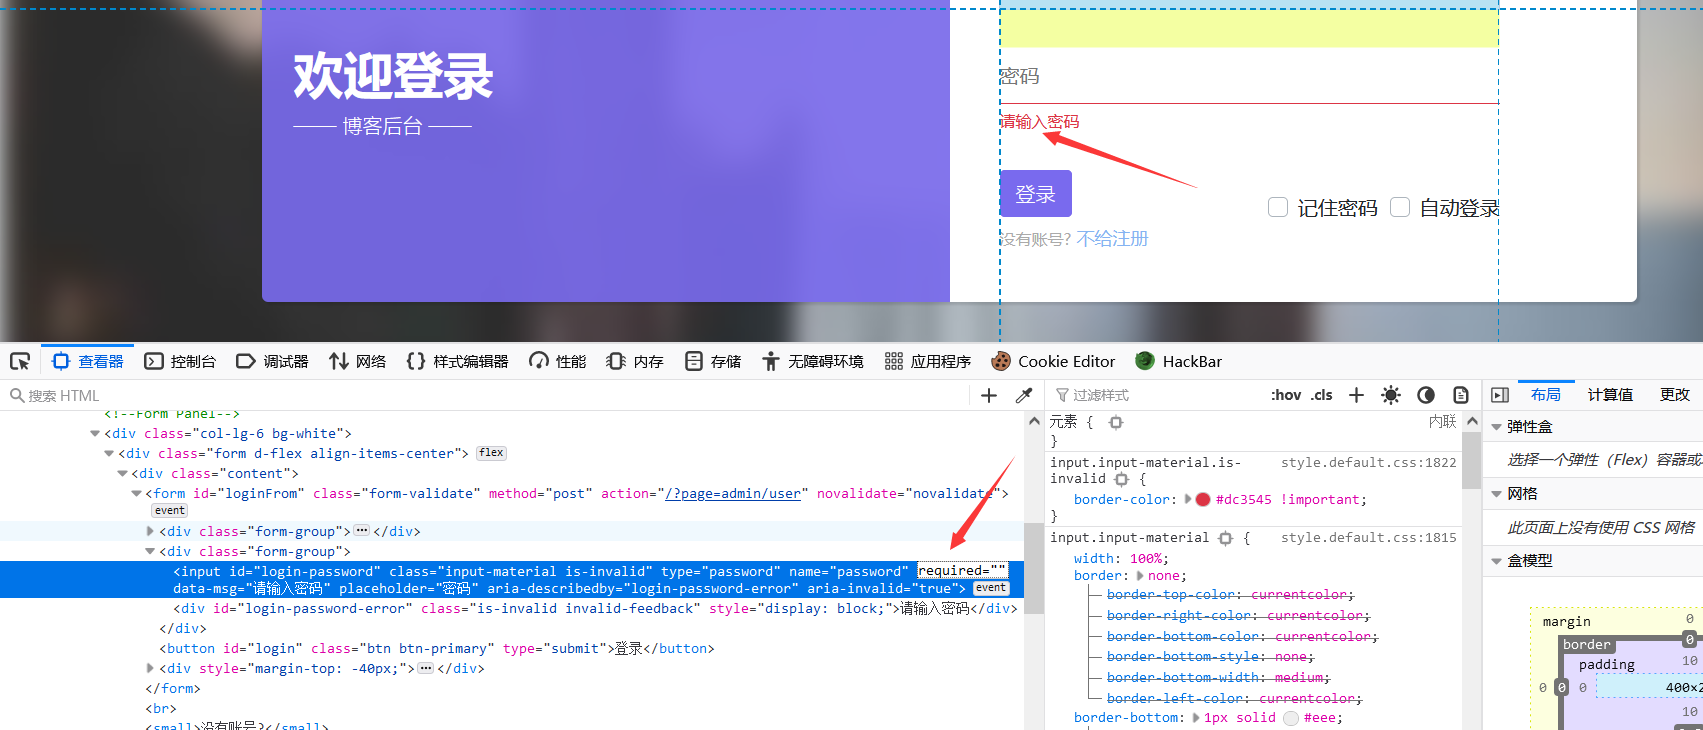 欢迎登录
—— 博客后台 ——
密码
请输入密码
登录
记住密码 自动登录
没有账号? 不给注册
查看器 控制台 调试器 网络 样式编辑器 性能 内存 存储 无障碍环境 应用程序 Cookie Editor HackBar
搜索 HTML
过滤样式 :hov .cls
布局 计算值 更改
<!--Form Panel-->
<div class="col-lg-6 bg-white">
<div class="form d-flex align-items-center"> flex
<div class="content">
<form id="loginFrom" class="form-validate" method="post" action="/?page=admin/user" novalidate="novalidate">
event
<div class="form-group"> ••• </div>
<div class="form-group">
<input id="login-password" class="input-material is-invalid" type="password" name="password" required=""
data-msg="请输入密码" placeholder="密码" aria-describedby="login-password-error" aria-invalid="true"> event
<div id="login-password-error" class="is-invalid invalid-feedback" style="display: block;">请输入密码</div>
</div>
<button id="login" class="btn btn-primary" type="submit">登录</button>
<div style="margin-top: -40px;"> ••• </div>
</form>
<br>
<small>没有账号?</small>
元素 { 内联
}
input.input-material.is- style.default.css:1822
invalid {
border-color: #dc3545 !important;
}
input.input-material { style.default.css:1815
width: 100%;
border: none;
border-top-color: currentcolor;
border-right-color: currentcolor;
border-bottom-color: currentcolor;
border-bottom-style: none;
border-bottom-width: medium;
border-left-color: currentcolor;
border-bottom: 1px solid #eee;
弹性盒
选择一个弹性（Flex）容器或
网格
此页面上没有使用 CSS 网格
盒模型
margin 0
border 0
padding 10
0 0 0 400×2
10